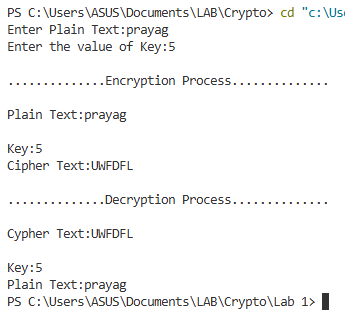 PS C:\Users\ASUS\Documents\LAB\Crypto> cd "c:\Use
Enter Plain Text:prayag
Enter the value of Key:5
..............Encryption Process..............
Plain Text:prayag
Key:5
Cipher Text:UWFDFL
..............Decryption Process..............
Cypher Text:UWFDFL
Key:5
Plain Text:prayag
PS C:\Users\ASUS\Documents\LAB\Crypto\Lab 1>